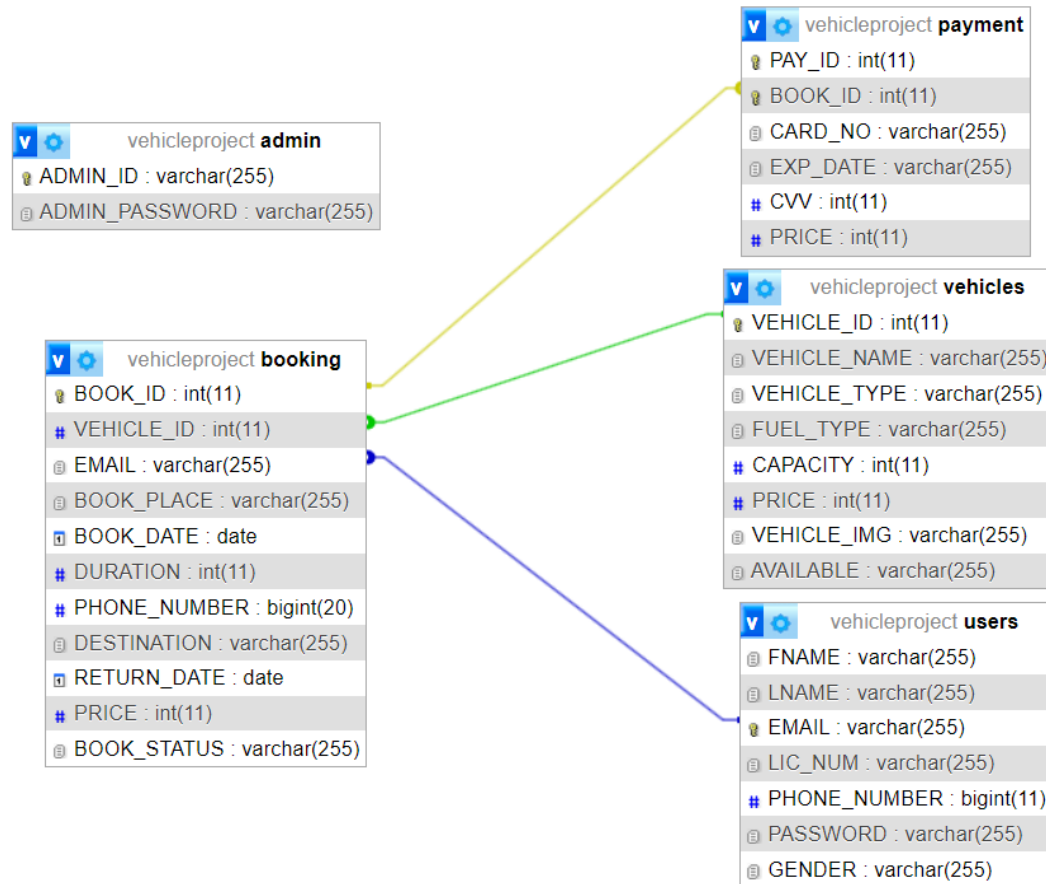 vehicleproject admin
ADMIN_ID : varchar(255)
ADMIN_PASSWORD : varchar(255)
vehicleproject booking
BOOK_ID : int(11)
VEHICLE_ID : int(11)
EMAIL : varchar(255)
BOOK_PLACE : varchar(255)
BOOK_DATE : date
DURATION : int(11)
PHONE_NUMBER : bigint(20)
DESTINATION : varchar(255)
RETURN_DATE : date
PRICE : int(11)
BOOK_STATUS : varchar(255)
vehicleproject payment
PAY_ID : int(11)
BOOK_ID : int(11)
CARD_NO : varchar(255)
EXP_DATE : varchar(255)
CVV : int(11)
PRICE : int(11)
vehicleproject vehicles
VEHICLE_ID : int(11)
VEHICLE_NAME : varchar(255)
VEHICLE_TYPE : varchar(255)
FUEL_TYPE : varchar(255)
CAPACITY : int(11)
PRICE : int(11)
VEHICLE_IMG : varchar(255)
AVAILABLE : varchar(255)
vehicleproject users
FNAME : varchar(255)
LNAME : varchar(255)
EMAIL : varchar(255)
LIC_NUM : varchar(255)
PHONE_NUMBER : bigint(11)
PASSWORD : varchar(255)
GENDER : varchar(255)